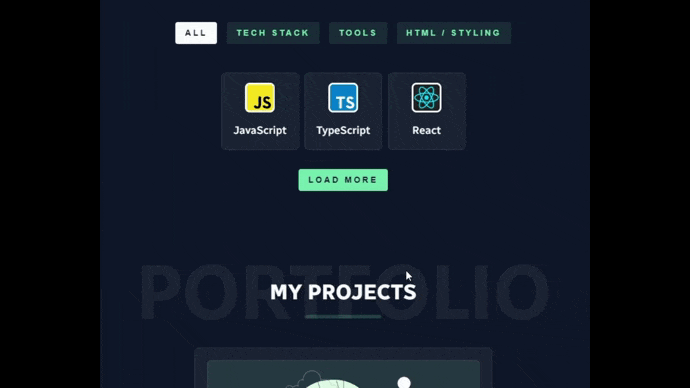 ALL TECH STACK TOOLS HTML / STYLING
JS TS
JavaScript TypeScript React
LOAD MORE
PORTFOLIO
MY PROJECTS